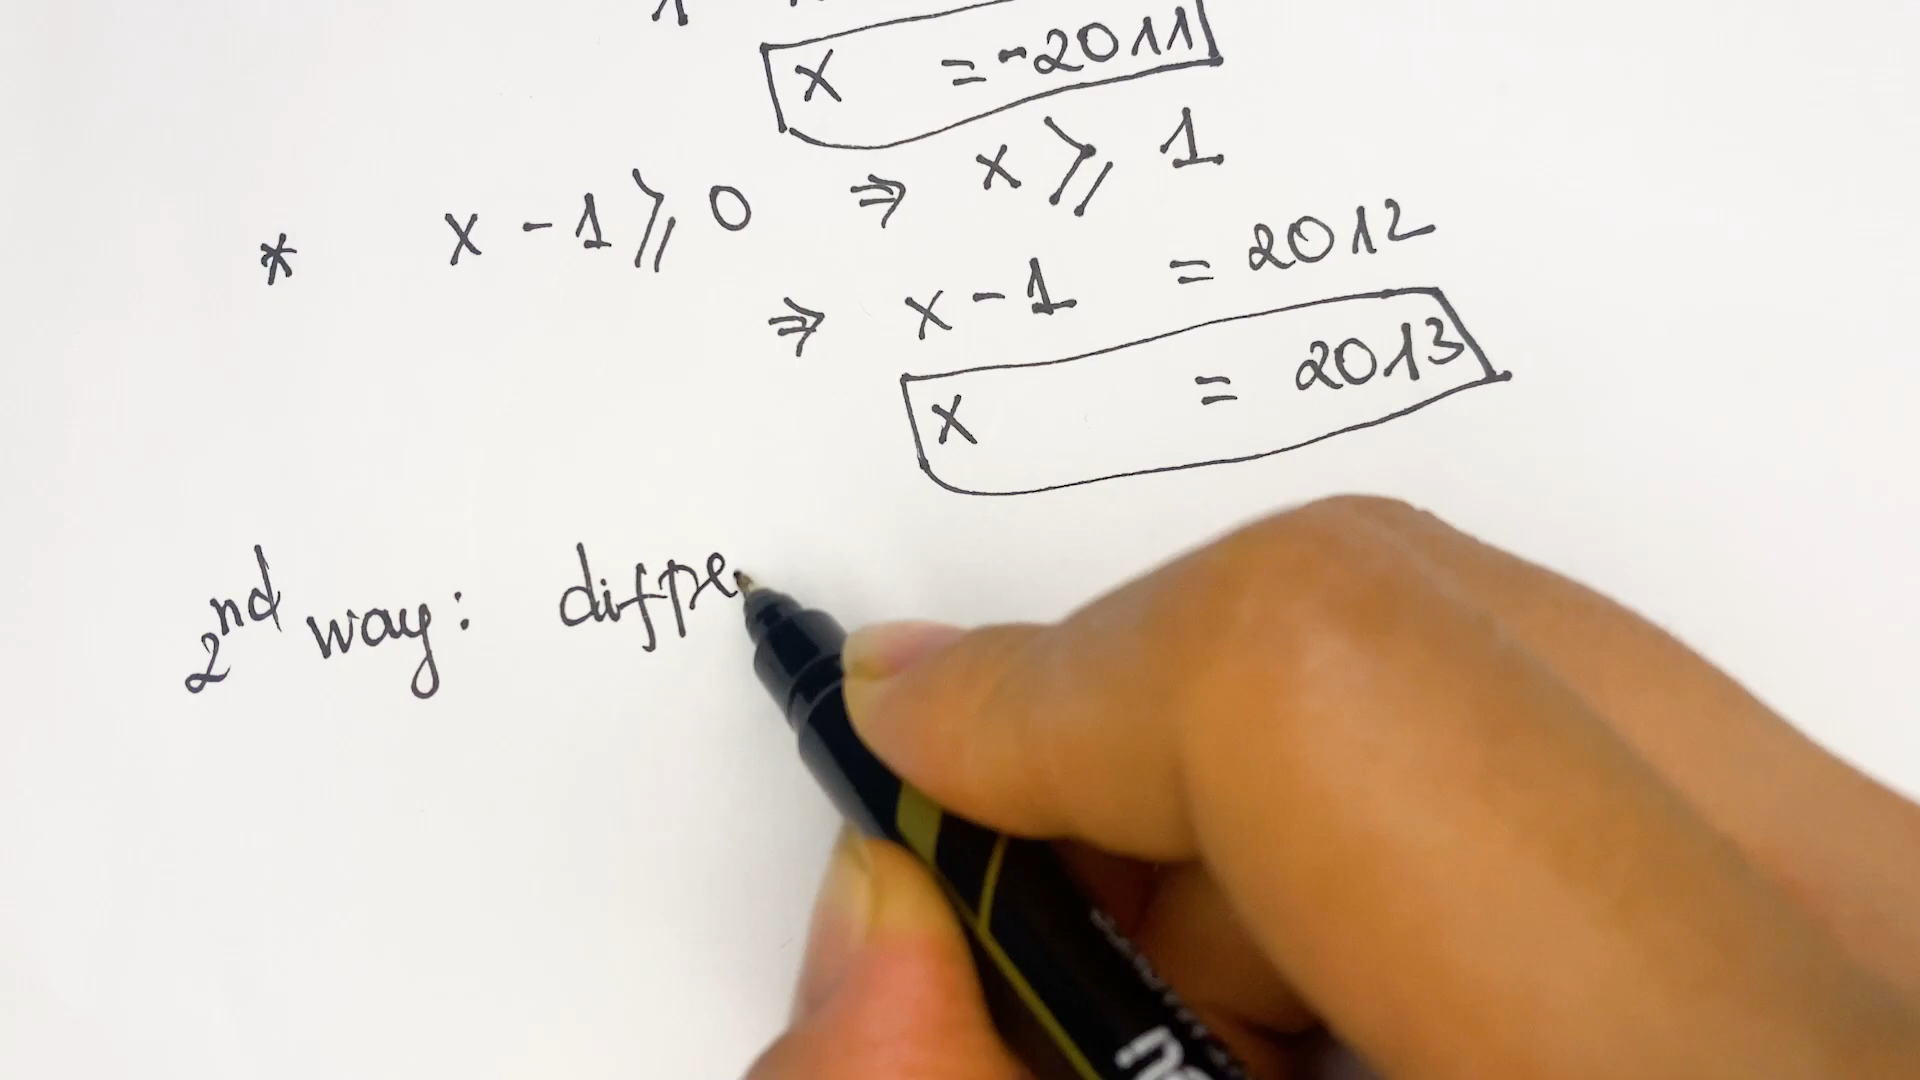 x = -2011
* x - 1 ⩾ 0 ⇒ x ⩾ 1
⇒ x - 1 = 2012
x = 2013
2nd way: diffe